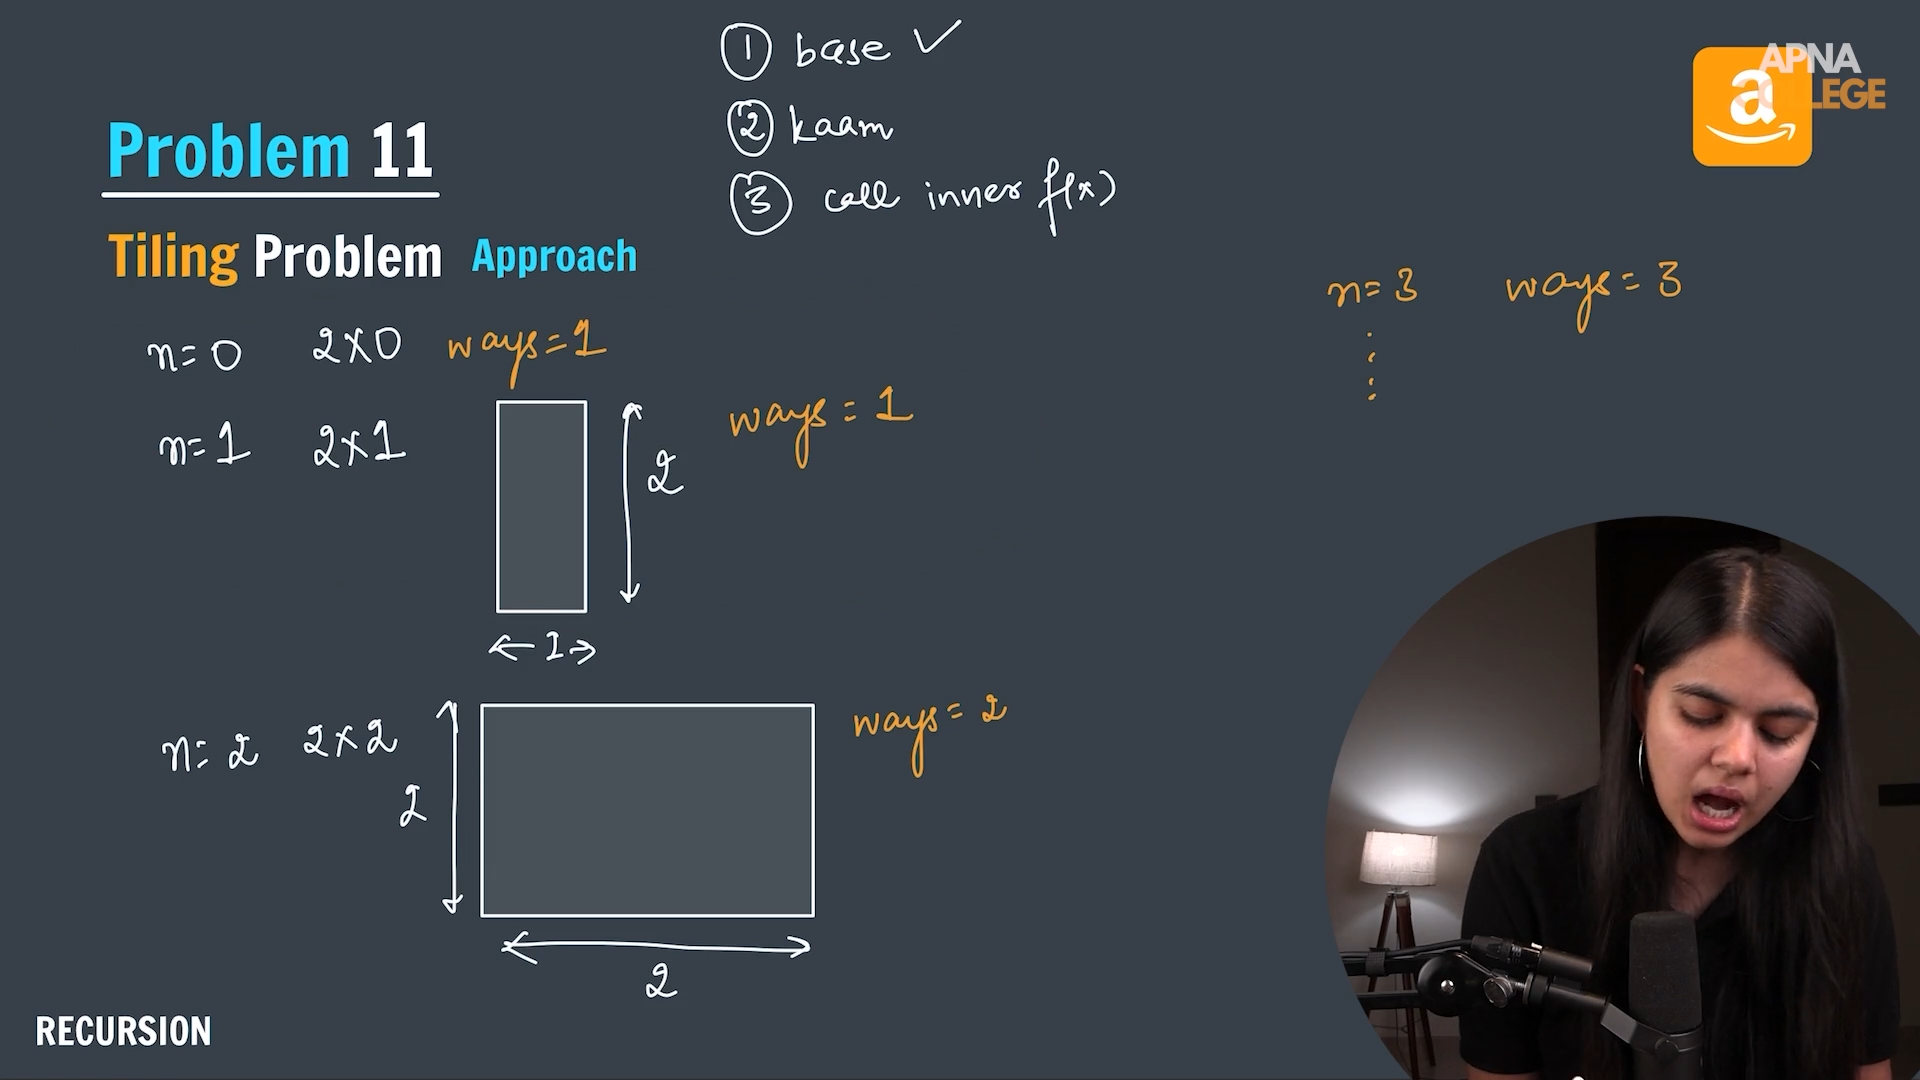 ① base ✓
② kaam
③ call inner f(x)
APNA
COLLEGE
a
Problem 11
Tiling Problem Approach
n=3 ways=3
n=0 2x0 ways=1
n=1 2x1
2
ways=1
1
n=2 2x2
2
ways=2
2
RECURSION